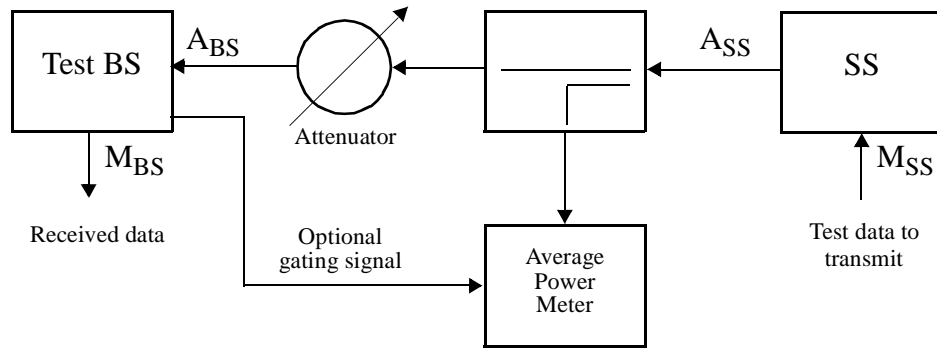 Test BS
A_BS
A_SS
SS
Attenuator
M_BS
M_SS
Received data
Optional
gating signal
Average
Power
Meter
Test data to
transmit